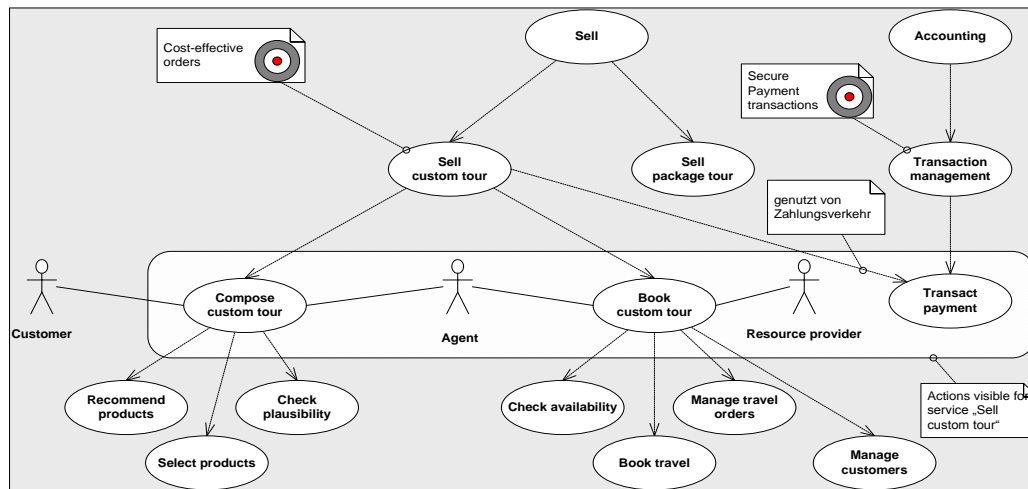 Cost-effective
orders
Sell
Accounting
Secure
Payment
transactions
Sell
custom tour
Sell
package tour
Transaction
management
genutzt von
Zahlungsverkehr
Customer
Compose
custom tour
Agent
Book
custom tour
Resource provider
Transact
payment
Recommend
products
Check
plausibility
Check availability
Manage travel
orders
Actions visible for
service „Sell
custom tour“
Select products
Book travel
Manage
customers